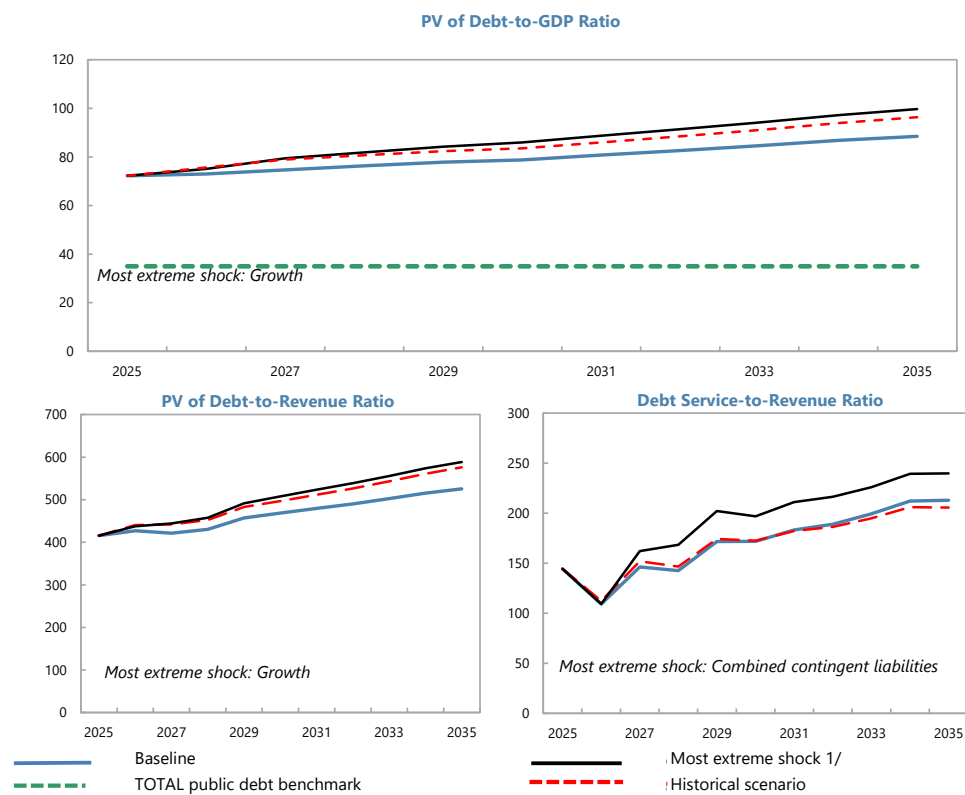 PV of Debt-to-GDP Ratio
120
100
80
60
40
20
0
Most extreme shock: Growth
2025 2027 2029 2031 2033 2035
PV of Debt-to-Revenue Ratio
700
600
500
400
300
200
100
0
Most extreme shock: Growth
2025 2027 2029 2031 2033 2035
Debt Service-to-Revenue Ratio
300
250
200
150
100
50
0
Most extreme shock: Combined contingent liabilities
2025 2027 2029 2031 2033 2035
Baseline
Most extreme shock 1/
TOTAL public debt benchmark
Historical scenario